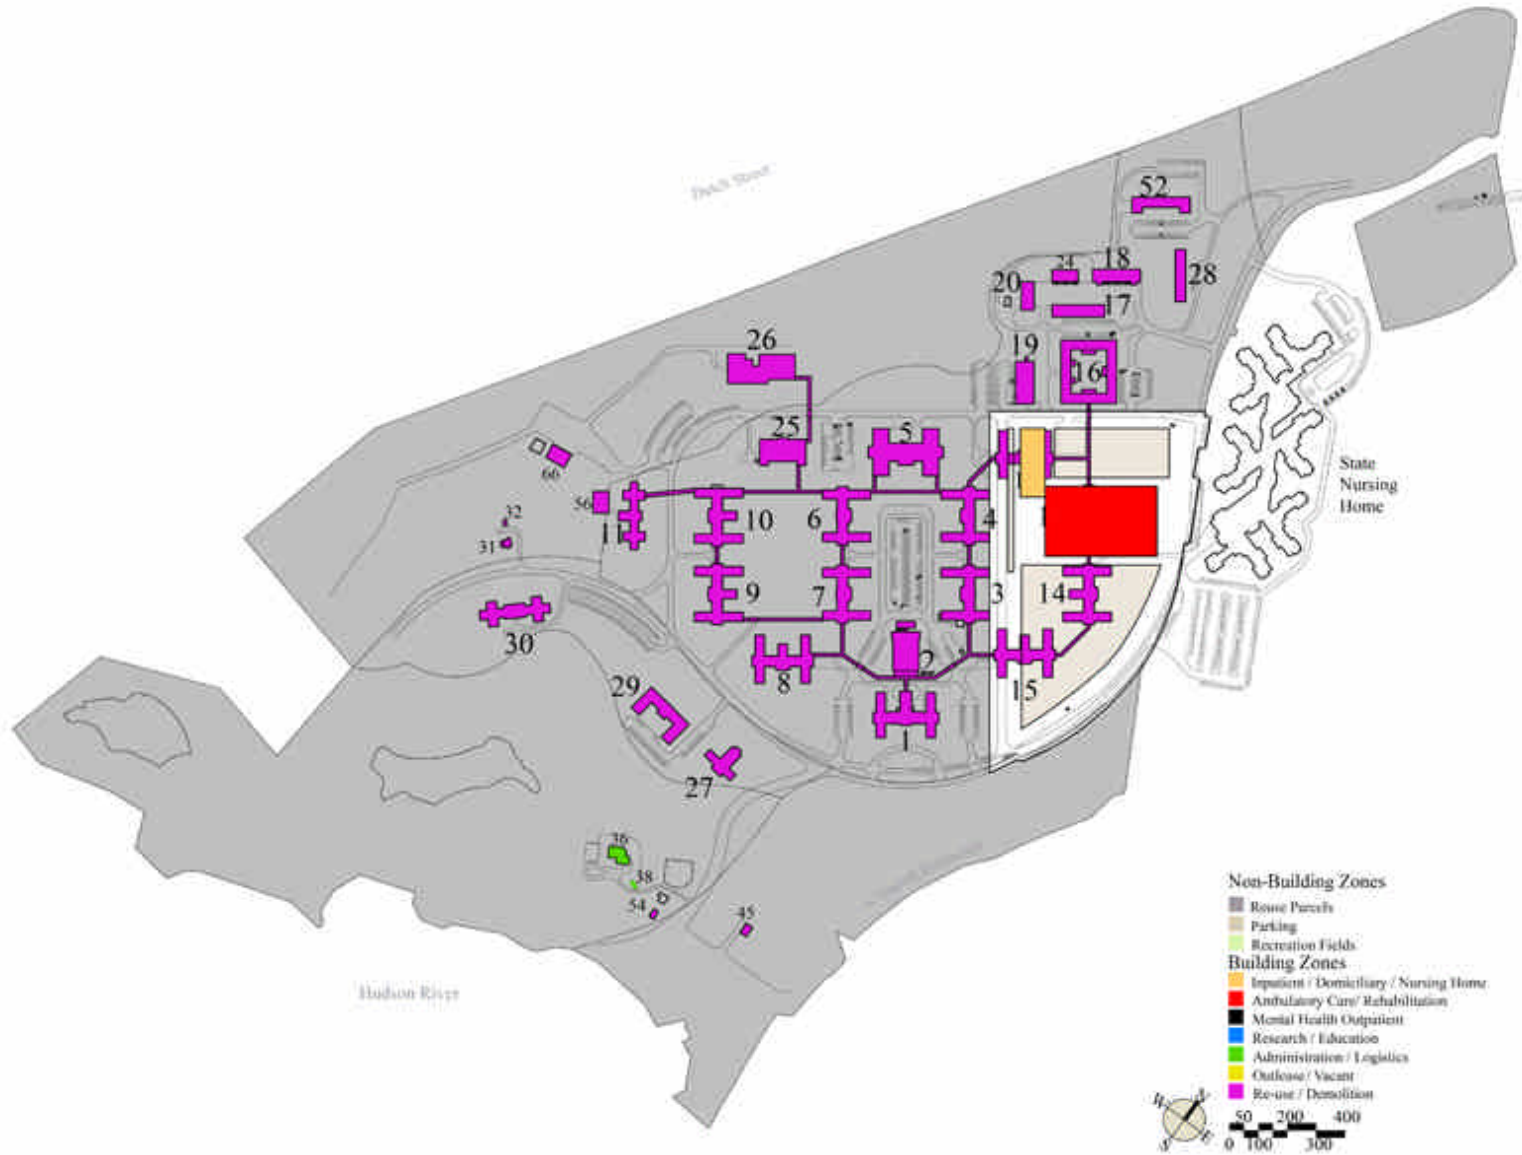 Dutch Street
52
24
18
20
28
17
26
19
16
25
5
State
Nursing
Home
66
56
32
11
10
6
4
31
9
7
3
14
30
2
8
15
29
1
27
36
38
54
45
Hudson River
Non-Building Zones
Reuse Parcels
Parking
Recreation Fields
Building Zones
Inpatient / Domiciliary / Nursing Home
Ambulatory Care/ Rehabilitation
Mental Health Outpatient
Research / Education
Administration / Logistics
Outlease / Vacant
Re-use / Demolition
N
W
E
50 200 400
0 100 300